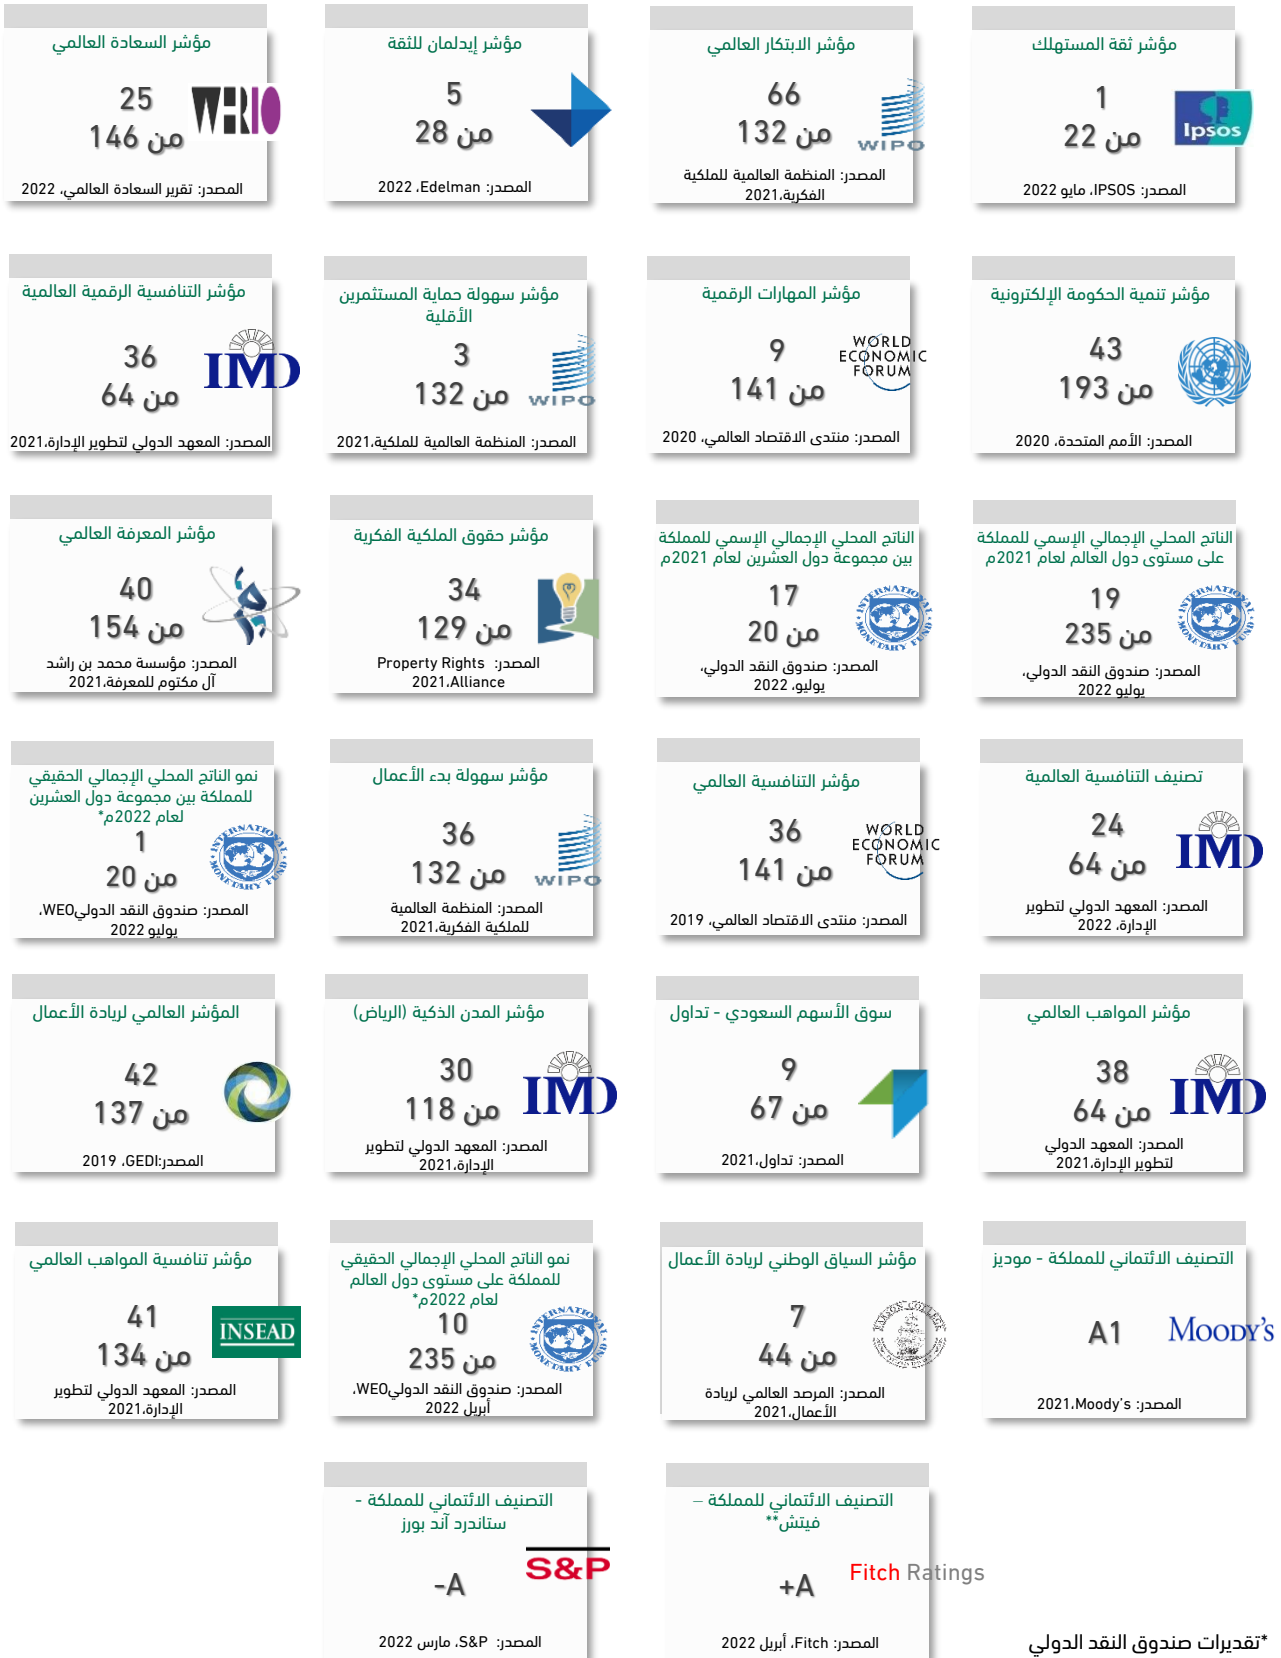 مؤشر ثقة المستهلك
1
من 22
Ipsos
المصدر: IPSOS، مايو 2022
مؤشر الابتكار العالمي
66
من 132
WIPO
المصدر: المنظمة العالمية للملكية
الفكرية،2021
مؤشر إيدلمان للثقة
5
من 28
المصدر: Edelman، 2022
مؤشر السعادة العالمي
25
من 146
المصدر: تقرير السعادة العالمي، 2022
مؤشر تنمية الحكومة الإلكترونية
43
من 193
المصدر: الأمم المتحدة، 2020
مؤشر المهارات الرقمية
9
من 141
WORLD
ECONOMIC
FORUM
المصدر: منتدى الاقتصاد العالمي، 2020
مؤشر سهولة حماية المستثمرين
الأقلية
3
من 132
WIPO
المصدر: المنظمة العالمية للملكية،2021
مؤشر التنافسية الرقمية العالمية
36
من 64
IMD
المصدر: المعهد الدولي لتطوير الإدارة،2021
الناتج المحلي الإجمالي الإسمي للمملكة
على مستوى دول العالم لعام 2021م
19
من 235
INTERNATIONAL MONETARY FUND
المصدر: صندوق النقد الدولي،
يوليو 2022
الناتج المحلي الإجمالي الإسمي للمملكة
بين مجموعة دول العشرين لعام 2021م
17
من 20
INTERNATIONAL MONETARY FUND
المصدر: صندوق النقد الدولي،
يوليو، 2022
مؤشر حقوق الملكية الفكرية
34
من 129
المصدر: Property Rights
Alliance،2021
مؤشر المعرفة العالمي
40
من 154
المصدر: مؤسسة محمد بن راشد
آل مكتوم للمعرفة،2021
تصنيف التنافسية العالمية
24
من 64
IMD
المصدر: المعهد الدولي لتطوير
الإدارة، 2022
مؤشر التنافسية العالمي
36
من 141
WORLD
ECONOMIC
FORUM
المصدر: منتدى الاقتصاد العالمي، 2019
مؤشر سهولة بدء الأعمال
36
من 132
WIPO
المصدر: المنظمة العالمية
للملكية الفكرية،2021
نمو الناتج المحلي الإجمالي الحقيقي
للمملكة بين مجموعة دول العشرين
لعام 2022م*
1
من 20
INTERNATIONAL MONETARY FUND
المصدر: صندوق النقد الدوليWEO،
يوليو 2022
مؤشر المواهب العالمي
38
من 64
IMD
المصدر: المعهد الدولي
لتطوير الإدارة،2021
سوق الأسهم السعودي - تداول
9
من 67
المصدر: تداول،2021
مؤشر المدن الذكية (الرياض)
30
من 118
IMD
المصدر: المعهد الدولي لتطوير
الإدارة،2021
المؤشر العالمي لريادة الأعمال
42
من 137
المصدر:GEDI، 2019
التصنيف الائتماني للمملكة - موديز
A1
MOODY'S
المصدر: Moody's،2021
مؤشر السياق الوطني لريادة الأعمال
7
من 44
المصدر: المرصد العالمي لريادة
الأعمال،2021
نمو الناتج المحلي الإجمالي الحقيقي
للمملكة على مستوى دول العالم
لعام 2022م*
10
من 235
INTERNATIONAL MONETARY FUND
المصدر: صندوق النقد الدوليWEO،
أبريل 2022
مؤشر تنافسية المواهب العالمي
41
من 134
INSEAD
المصدر: المعهد الدولي لتطوير
الإدارة،2021
التصنيف الائتماني للمملكة –
فيتش**
A+
Fitch Ratings
المصدر: Fitch، أبريل 2022
التصنيف الائتماني للمملكة -
ستاندرد آند بورز
A-
S&P
المصدر: S&P، مارس 2022
*تقديرات صندوق النقد الدولي